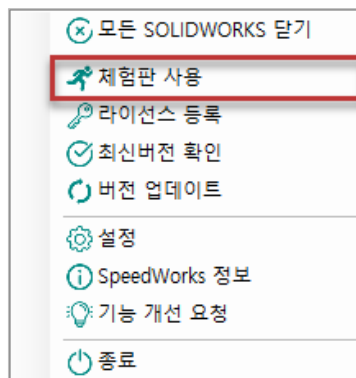 모든 SOLIDWORKS 닫기
체험판 사용
라이선스 등록
최신버전 확인
버전 업데이트
설정
SpeedWorks 정보
기능 개선 요청
종료